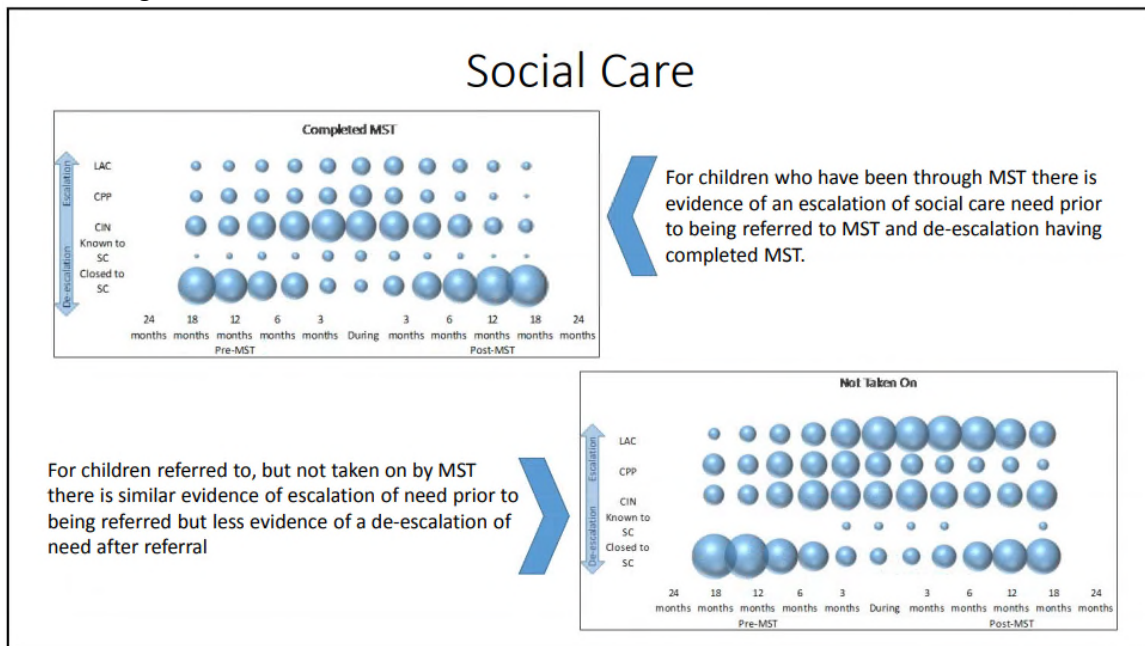 Social Care
Completed MST
Escalation
De-escalation
LAC
CPP
CIN
Known to
SC
Closed to
SC
24 18 12 6 3 3 6 12 18 24
months months months months months During months months months months months
Pre-MST Post-MST
For children who have been through MST there is
evidence of an escalation of social care need prior
to being referred to MST and de-escalation having
completed MST.
For children referred to, but not taken on by MST
there is similar evidence of escalation of need prior to
being referred but less evidence of a de-escalation of
need after referral
Not Taken On
Escalation
De-escalation
LAC
CPP
CIN
Known to
SC
Closed to
SC
24 18 12 6 3 3 6 12 18 24
months months months months months During months months months months months
Pre-MST Post-MST